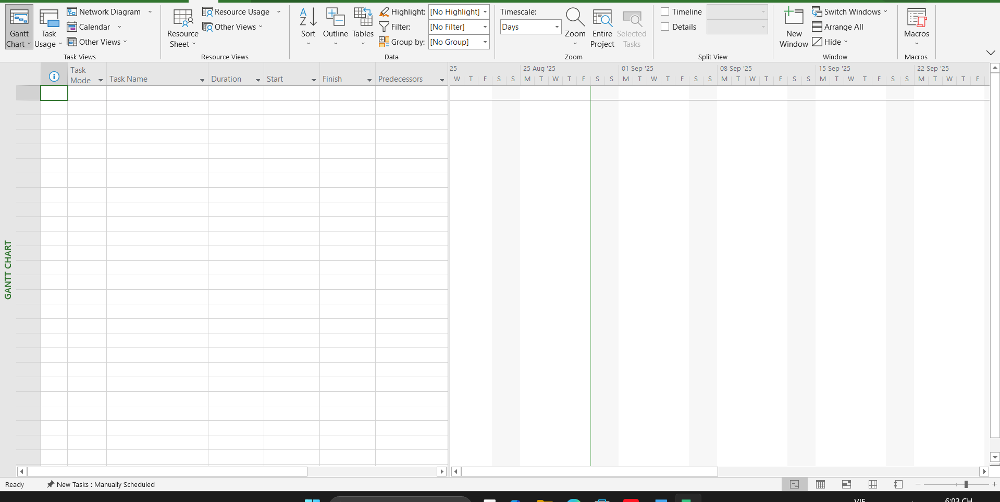 Gantt Chart
Task Usage
Network Diagram
Calendar
Other Views
Task Views
Resource Sheet
Resource Usage
Other Views
Resource Views
Sort
Outline
Tables
Highlight: [No Highlight]
Filter: [No Filter]
Group by: [No Group]
Data
Timescale:
Days
Zoom
Entire Project
Selected Tasks
Zoom
Timeline
Details
Split View
New Window
Switch Windows
Arrange All
Hide
Window
Macros
Macros
Task Mode
Task Name
Duration
Start
Finish
Predecessors
25 25 Aug '25 01 Sep '25 08 Sep '25 15 Sep '25 22 Sep '25
W T F S S M T W T F S S M T W T F S S M T W T F S S M T W T F S S M T W T F
GANTT CHART
Ready
New Tasks : Manually Scheduled
VIE
6:03 CH